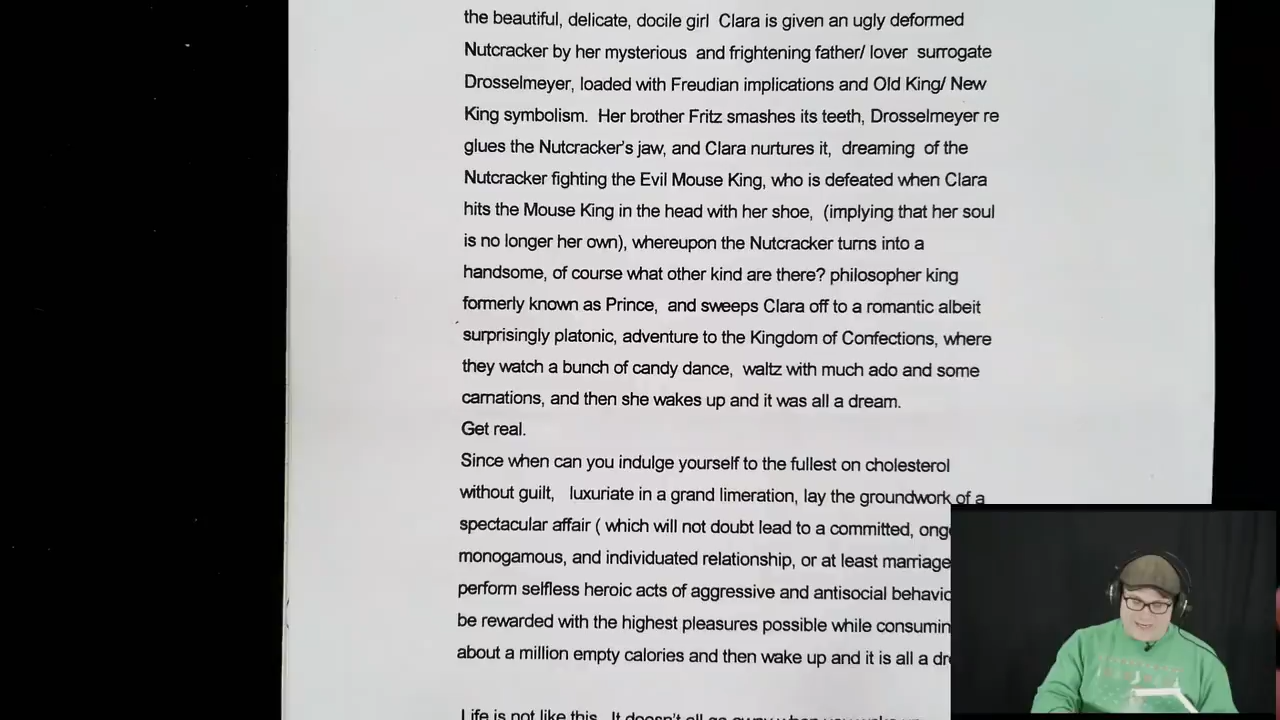 the beautiful, delicate, docile girl Clara is given an ugly deformed
Nutcracker by her mysterious and frightening father/ lover surrogate
Drosselmeyer, loaded with Freudian implications and Old King/ New
King symbolism. Her brother Fritz smashes its teeth, Drosselmeyer re
glues the Nutcracker's jaw, and Clara nurtures it, dreaming of the
Nutcracker fighting the Evil Mouse King, who is defeated when Clara
hits the Mouse King in the head with her shoe, (implying that her soul
is no longer her own), whereupon the Nutcracker turns into a
handsome, of course what other kind are there? philosopher king
formerly known as Prince, and sweeps Clara off to a romantic albeit
surprisingly platonic, adventure to the Kingdom of Confections, where
they watch a bunch of candy dance, waltz with much ado and some
carnations, and then she wakes up and it was all a dream.
Get real.
Since when can you indulge yourself to the fullest on cholesterol
without guilt, luxuriate in a grand limeration, lay the groundwork of a
spectacular affair ( which will not doubt lead to a committed,
monogamous, and individuated relationship, or at least marriage
perform selfless heroic acts of aggressive and antisocial
be rewarded with the highest pleasures possible while
about a million empty calories and then wake up and it is all a
Life is not like this. It doesn't all go away when you wake up